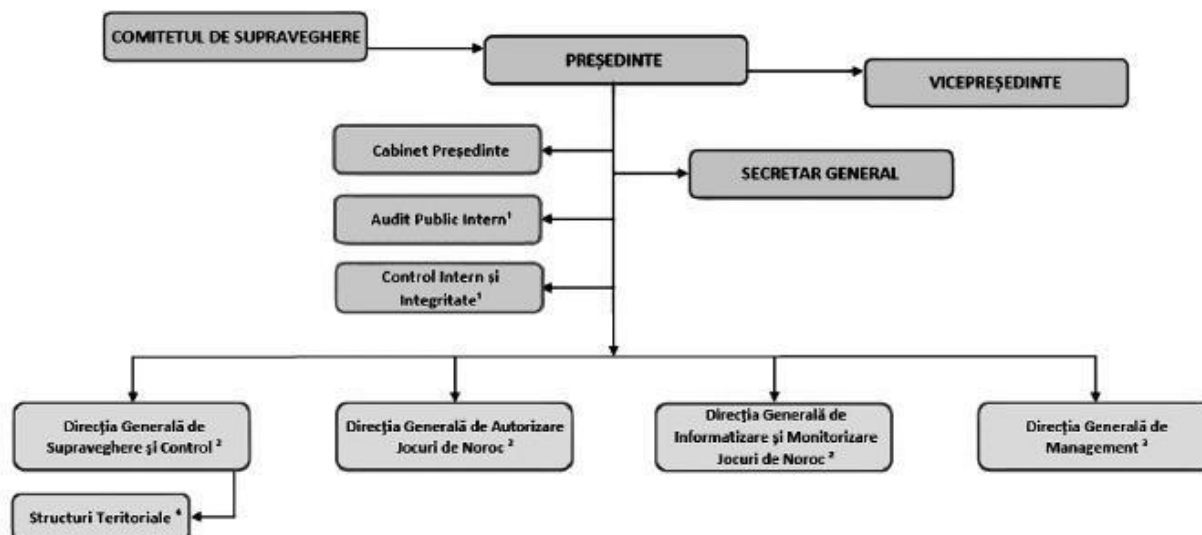 COMITETUL DE SUPRAVEGHERE
PREȘEDINTE
VICEPREȘEDINTE
Cabinet Președinte
SECRETAR GENERAL
Audit Public Intern¹
Control Intern și
Integritate¹
Direcția Generală de
Supraveghere și Control ²
Direcția Generală de Autorizare
Jocuri de Noroc ²
Direcția Generală de
Informatizare și Monitorizare
Jocuri de Noroc ²
Direcția Generală de
Management ³
Structuri Teritoriale ⁴